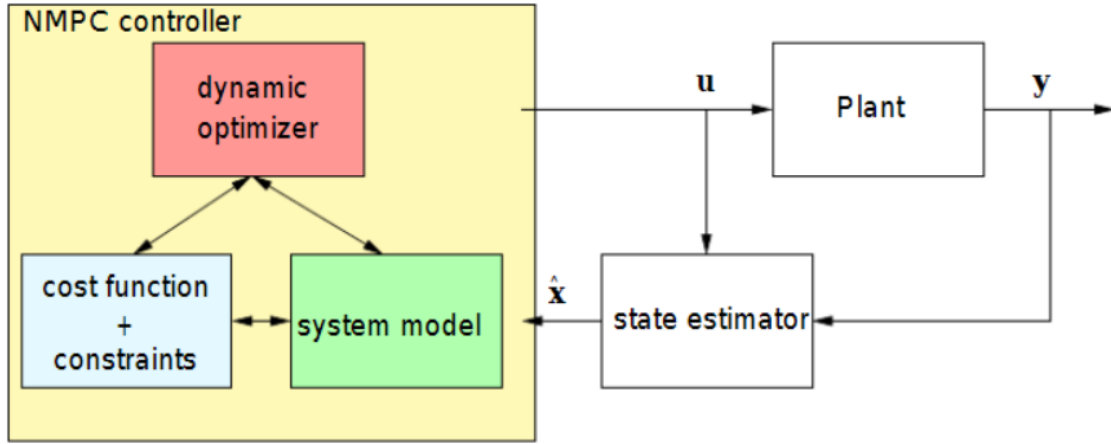 NMPC controller
dynamic
optimizer
u
Plant
y
cost function
+
constraints
system model
x̂
state estimator